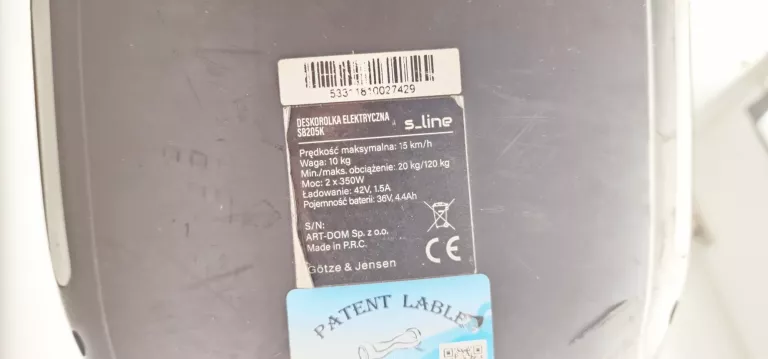 53311810027429
DESKOROLKA ELEKTRYCZNA
SB205K
s_line
Prędkość maksymalna: 15 km/h
Waga: 10 kg
Min./maks. obciążenie: 20 kg/120 kg
Moc: 2 x 350W
Ładowanie: 42V, 1.5A
Pojemność baterii: 36V, 4.4Ah
S/N:
ART-DOM Sp. z o.o.
Made in P.R.C.
CE
Götze & Jensen
PATENT LABLE